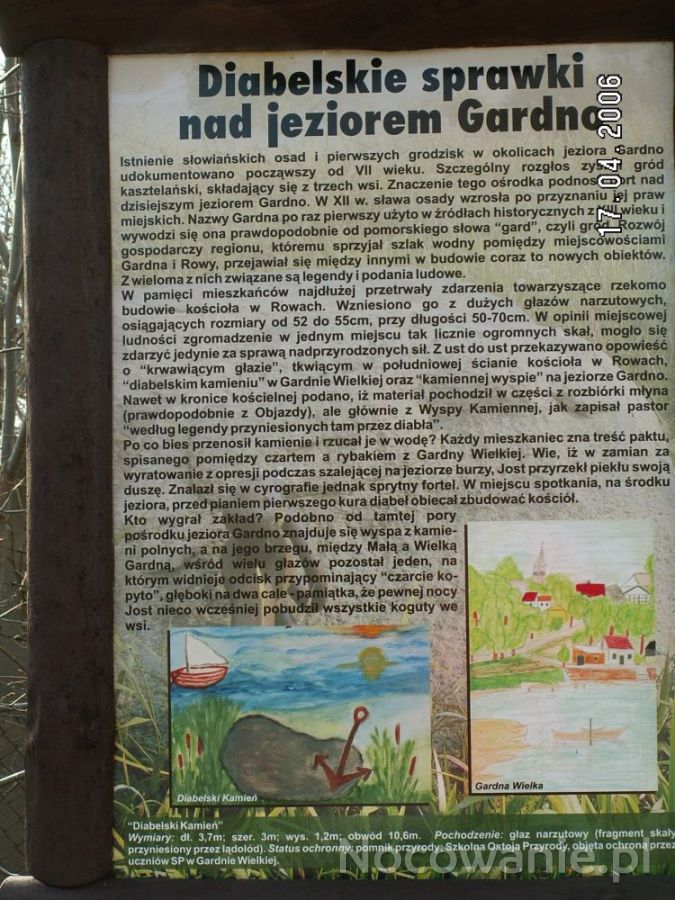 Diabelskie sprawki
nad jeziorem Gardno
17.04.2006
Istnienie słowiańskich osad i pierwszych grodzisk w okolicach jeziora Gardno
udokumentowano począwszy od VII wieku. Szczególny rozgłos gród
kasztelański, składający się z trzech wsi. Znaczenie tego ośrodka nad
dzisiejszym jeziorem Gardno. W XII w. sława osady wzrosła po przyznaniu jej praw
miejskich. Nazwy Gardna po raz pierwszy użyto w źródłach historycznych z wieku i
wywodzi się ona prawdopodobnie od pomorskiego słowa "gard", czyli gród. Rozwój
gospodarczy regionu, któremu sprzyjał szlak wodny pomiędzy miejscowościami
Gardna i Rowy, przejawiał się między innymi w budowie coraz to nowych obiektów.
Z wieloma z nich związane są legendy i podania ludowe.
W pamięci mieszkańców najdłużej przetrwały zdarzenia towarzyszące rzekomo
budowie kościoła w Rowach. Wzniesiono go z dużych głazów narzutowych,
osiągających rozmiary od 52 do 55cm, przy długości 50-70cm. W opinii miejscowej
ludności zgromadzenie w jednym miejscu tak licznie ogromnych skał, mogło się
zdarzyć jedynie za sprawą nadprzyrodzonych sił. Z ust do ust przekazywano opowieść
o "krwawiącym głazie", tkwiącym w południowej ścianie kościoła w Rowach,
"diabelskim kamieniu" w Gardnie Wielkiej oraz "kamiennej wyspie" na jeziorze Gardno.
Nawet w kronice kościelnej podano, iż materiał pochodził w części z rozbiórki młyna
(prawdopodobnie z Objazdy), ale głównie z Wyspy Kamiennej, jak zapisał pastor
"według legendy przyniesionych tam przez diabła".
Po co bies przenosił kamienie i rzucał je w wodę? Każdy mieszkaniec zna treść paktu,
spisanego pomiędzy czartem a rybakiem z Gardny Wielkiej. Wie, iż w zamian za
wyratowanie z opresji podczas szalejącej na jeziorze burzy, Jost przyrzekł piekłu swoją
duszę. Znalazł się w cyrografie jednak sprytny fortel. W miejscu spotkania, na środku
jeziora, przed pianiem pierwszego kura diabeł obiecał zbudować kościół.
Kto wygrał zakład? Podobno od tamtej pory
pośrodku jeziora Gardno znajduje się wyspa z kamie-
ni polnych, a na jego brzegu, między Małą a Wielką
Gardną, wśród wielu głazów pozostał jeden, na
którym widnieje odcisk przypominający "czarcie ko-
pyto", głęboki na dwa cale - pamiątka, że pewnej nocy
Jost nieco wcześniej pobudził wszystkie koguty we
wsi.
Diabelski Kamień
Gardna Wielka
"Diabelski Kamień"
Wymiary: dł. 3,7m; szer. 3m; wys. 1,2m; obwód 10,6m. Pochodzenie: głaz narzutowy (fragment skały
przyniesiony przez lądolód). Status ochronny: pomnik przyrody; Szkolna Ostoja Przyrody, objęta ochroną przez
uczniów SP w Gardnie Wielkiej.
Nocowanie.pl